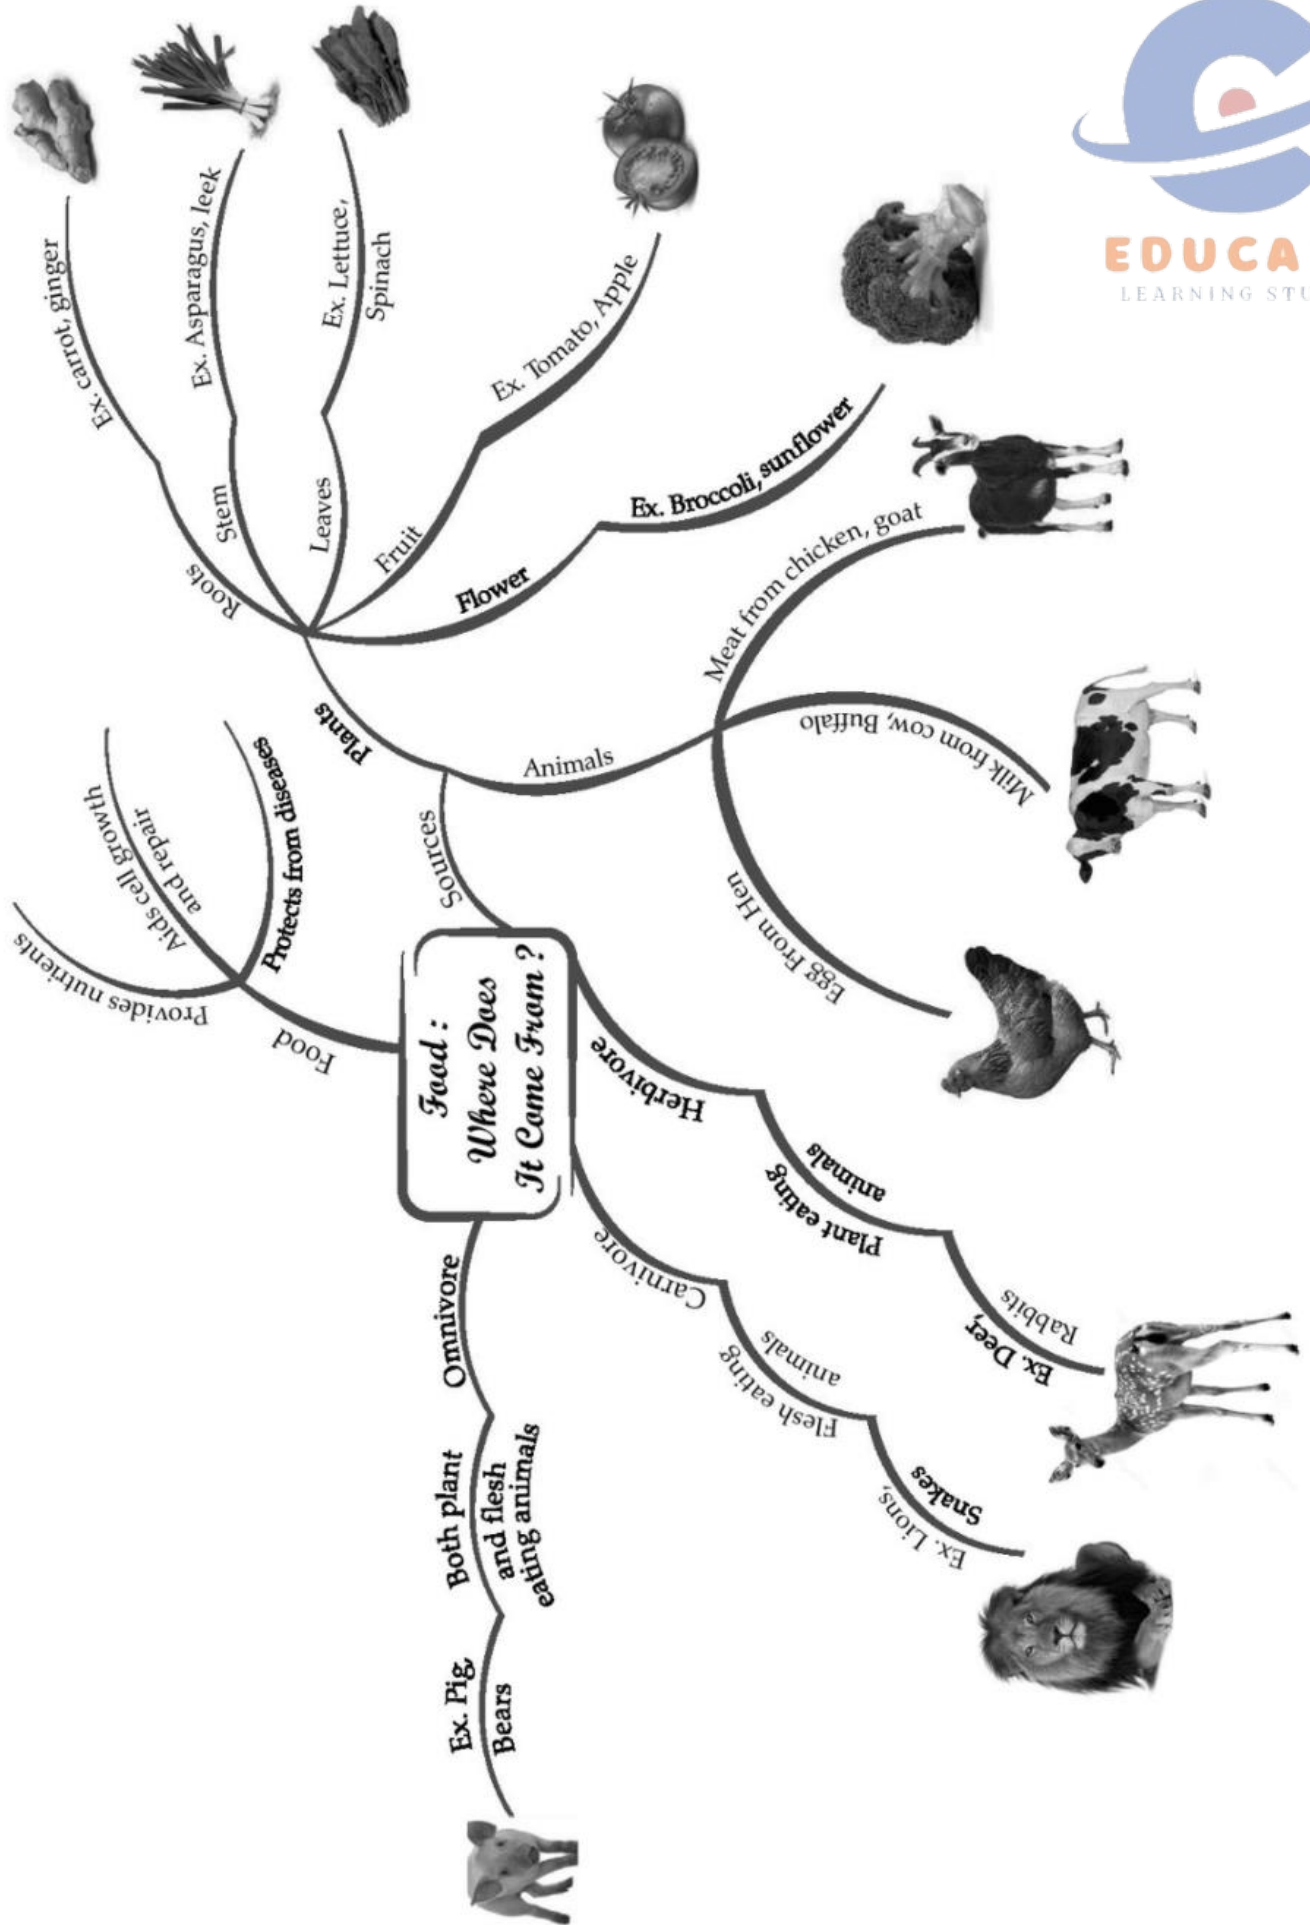 Food :
Where Does
It Come From ?
Food
Provides nutrients
Aids cell growth
and repair
Protects from diseases
Sources
Plants
Roots
Ex. carrot, ginger
Stem
Ex. Asparagus, leek
Leaves
Ex. Lettuce,
Spinach
Fruit
Ex. Tomato, Apple
Flower
Ex. Broccoli, sunflower
Animals
Meat from chicken, goat
Milk from cow, Buffalo
Egg From Hen
Herbivore
Plant eating
animals
Ex. Deer,
Rabbits
Carnivore
Flesh eating
animals
Ex. Lions,
Snakes
Omnivore
Both plant
and flesh
eating animals
Ex. Pig,
Bears
EDUCA
LEARNING STU